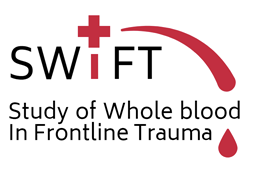 SWiFT
Study of Whole blood
In Frontline Trauma